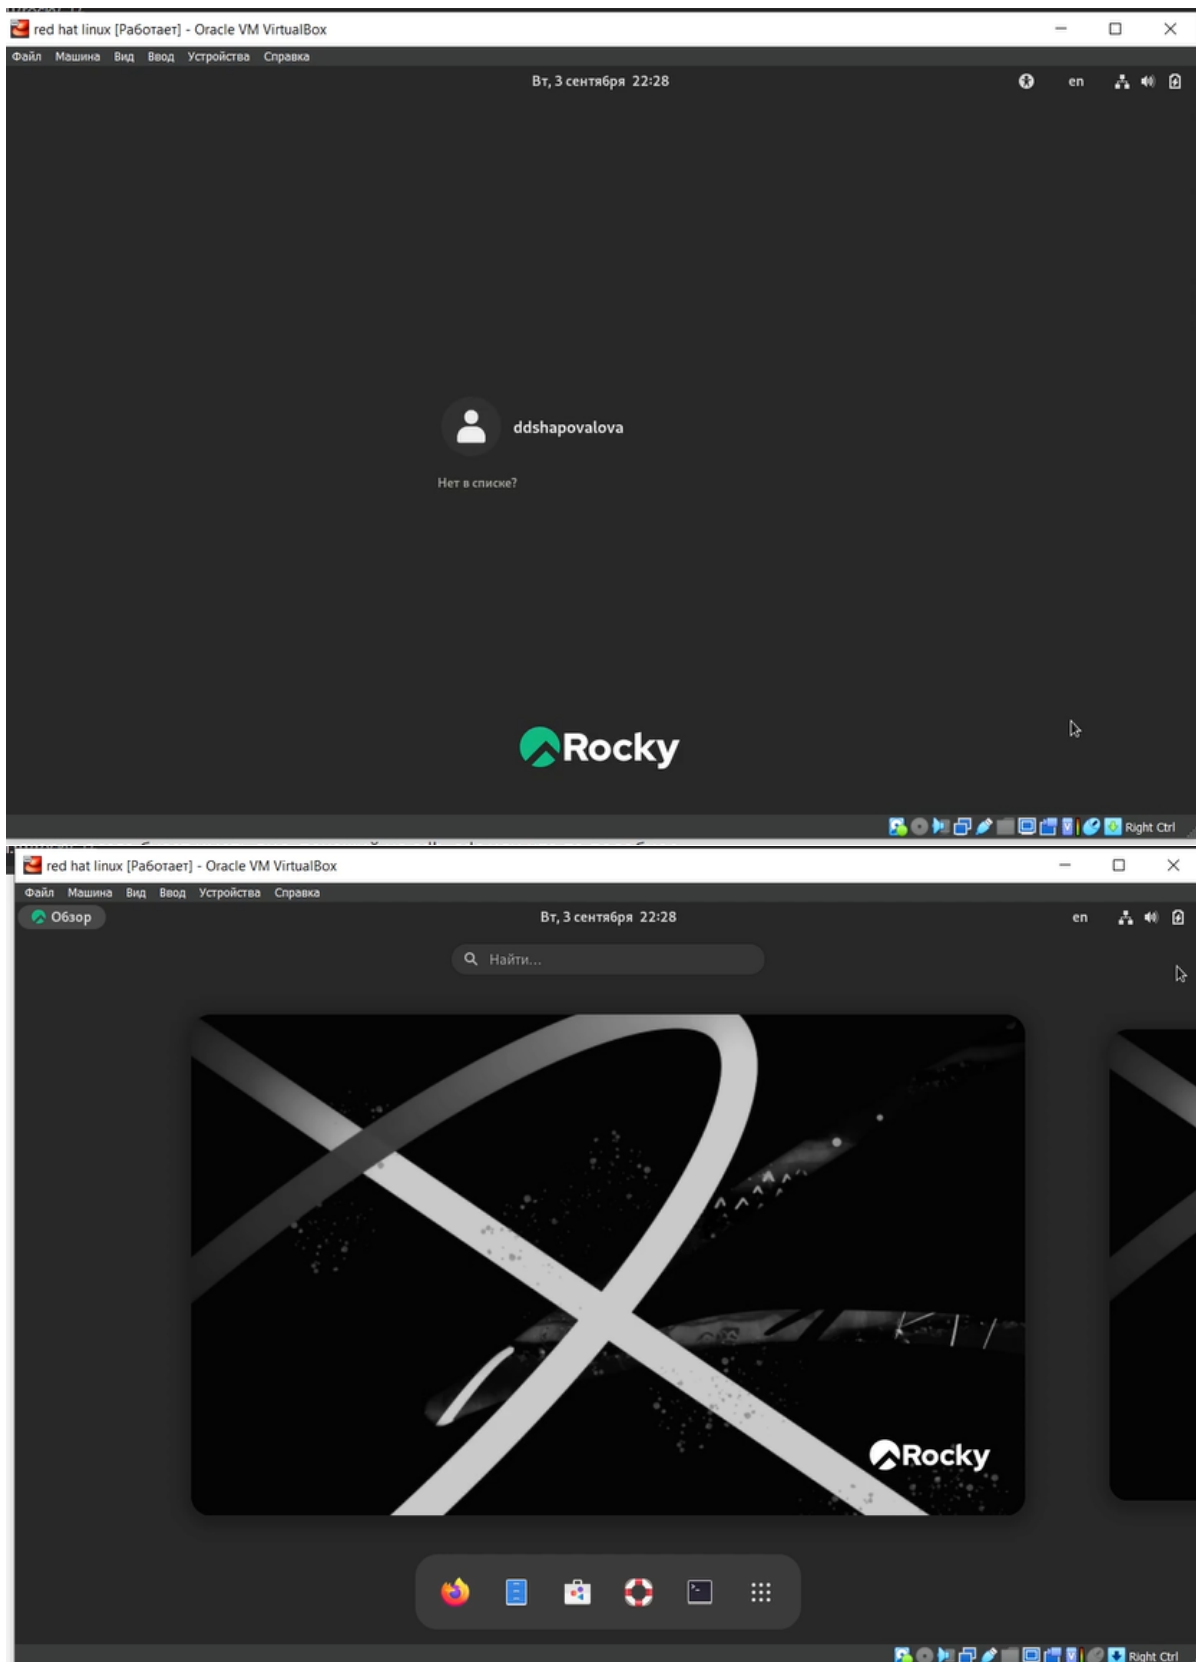 red hat linux [Работает] - Oracle VM VirtualBox
Файл Машина Вид Ввод Устройства Справка
Вт, 3 сентября 22:28
en
ddshapovalova
Нет в списке?
Rocky
Right Ctrl
red hat linux [Работает] - Oracle VM VirtualBox
Файл Машина Вид Ввод Устройства Справка
Обзор
Вт, 3 сентября 22:28
en
Найти...
Rocky
Right Ctrl